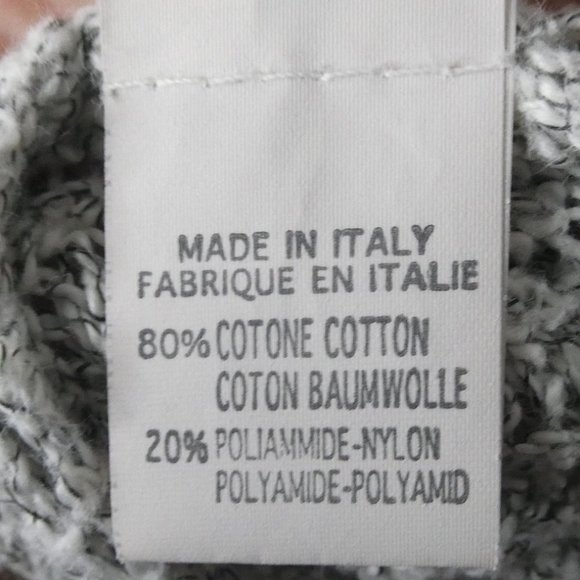 MADE IN ITALY
FABRIQUE EN ITALIE
80% COTONE COTTON
COTON BAUMWOLLE
20% POLIAMMIDE-NYLON
POLYAMIDE-POLYAMID